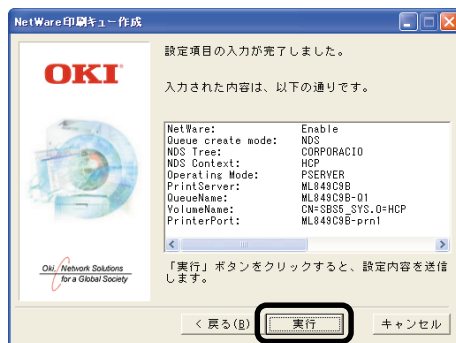 NetWare印刷キュー作成
OKI
設定項目の入力が完了しました。
入力された内容は、以下の通りです。
NetWare: Enable
Queue create mode: NDS
NDS Tree: CORPORACIO
NDS Context: HCP
Operating Mode: PSERVER
PrintServer: ML849C9B
QueueName: ML849C9B-Q1
VolumeName: CN=SBS5_SYS.O=HCP
PrinterPort: ML849C9B-prn1
Oki, Network Solutions
for a Global Society
「実行」ボタンをクリックすると、設定内容を送信
します。
< 戻る(B)
実行
キャンセル